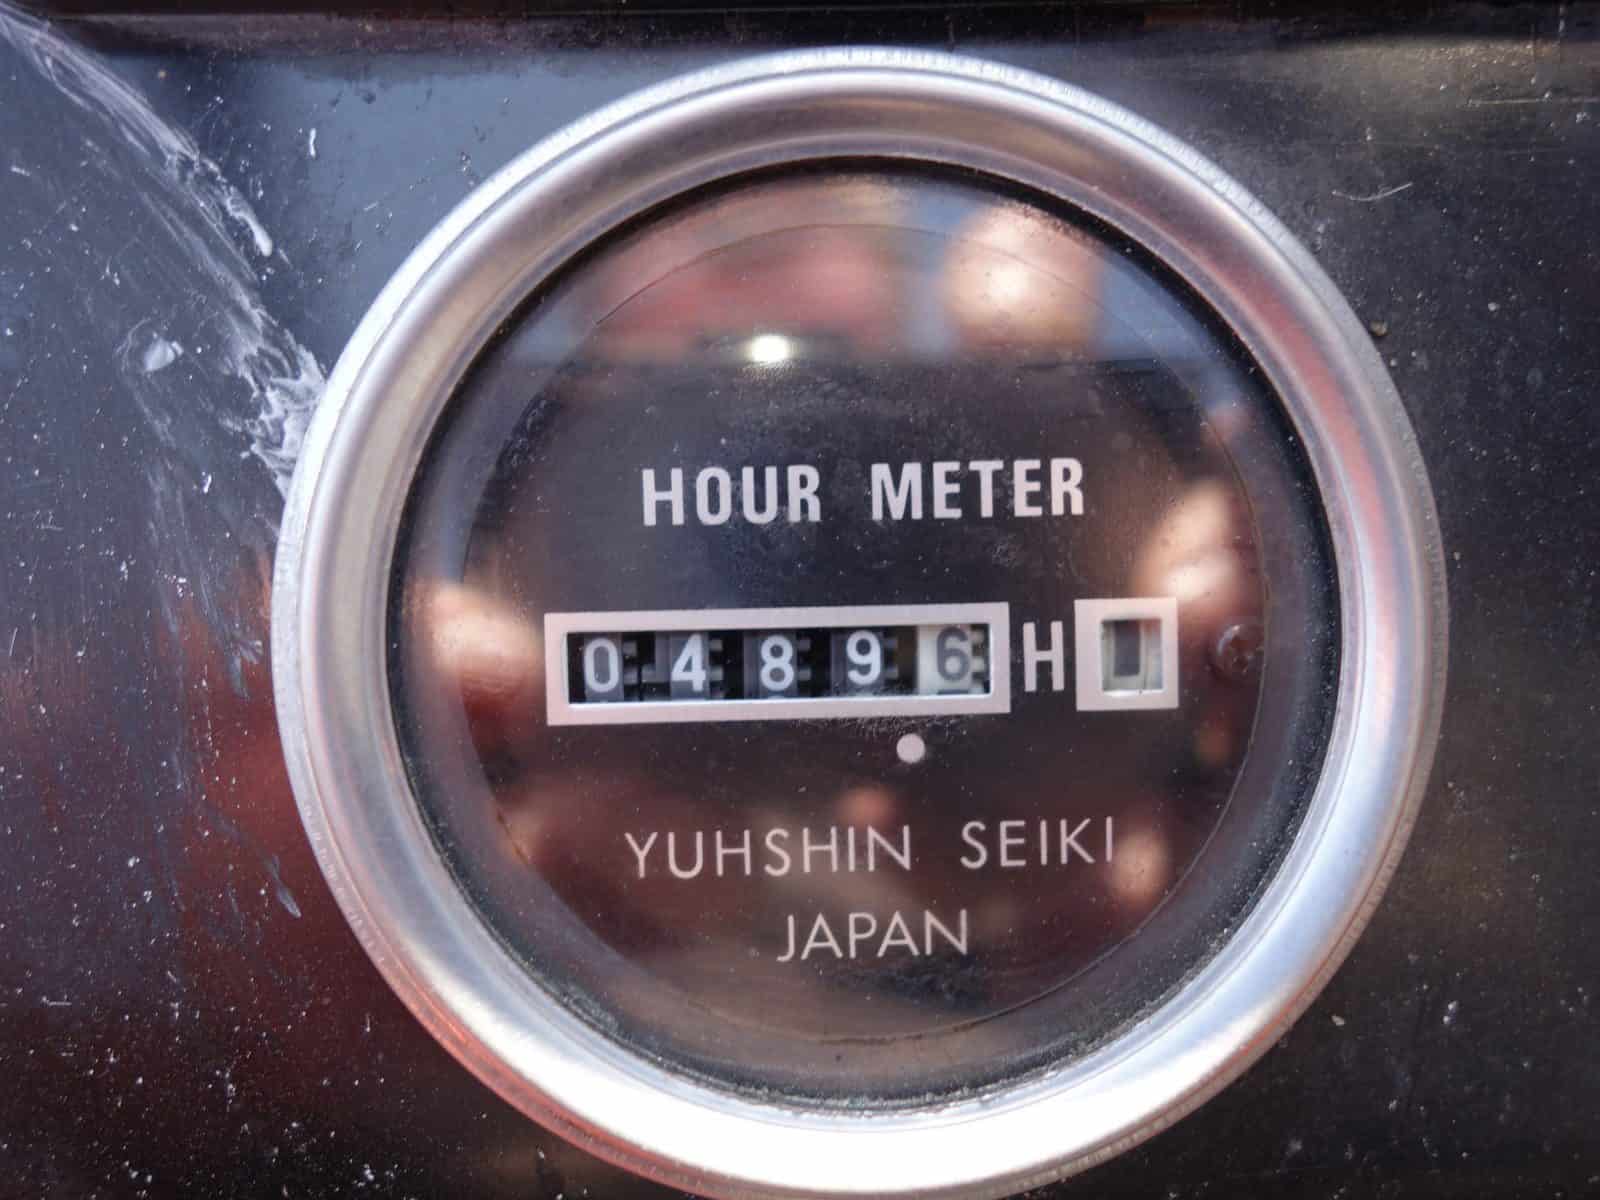 HOUR METER
04896 H
YUHSHIN SEIKI
JAPAN